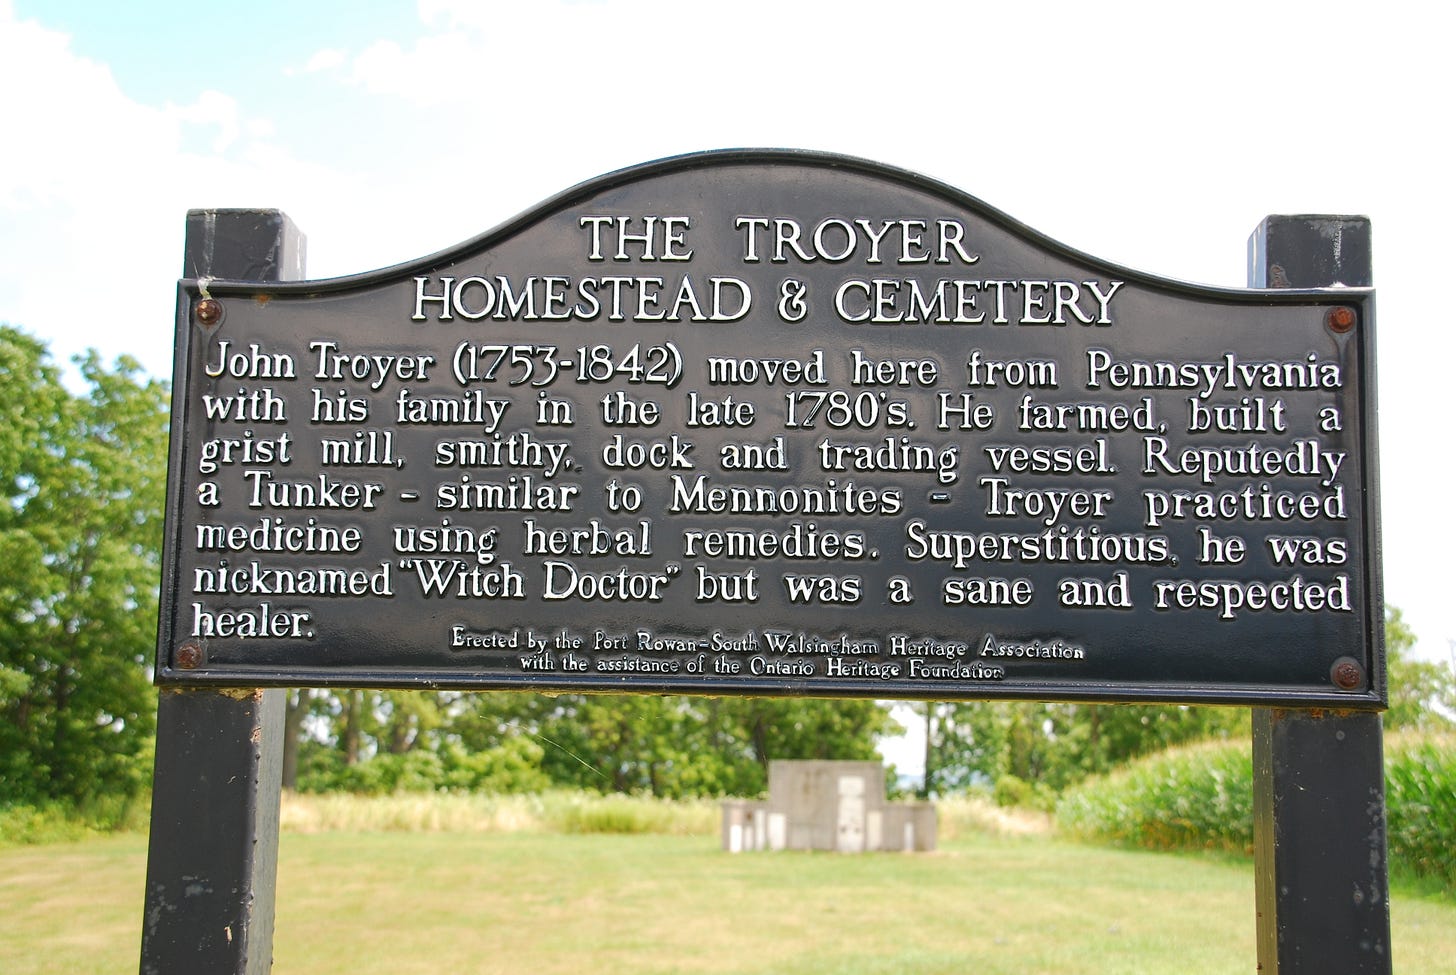 THE TROYER
HOMESTEAD & CEMETERY
John Troyer (1753-1842) moved here from Pennsylvania
with his family in the late 1780's. He farmed, built a
grist mill, smithy, dock and trading vessel. Reputedly
a Tunker - similar to Mennonites - Troyer practiced
medicine using herbal remedies. Superstitious, he was
nicknamed "Witch Doctor" but was a sane and respected
healer.
Erected by the Port Rowan-South Walsingham Heritage Association
with the assistance of the Ontario Heritage Foundation